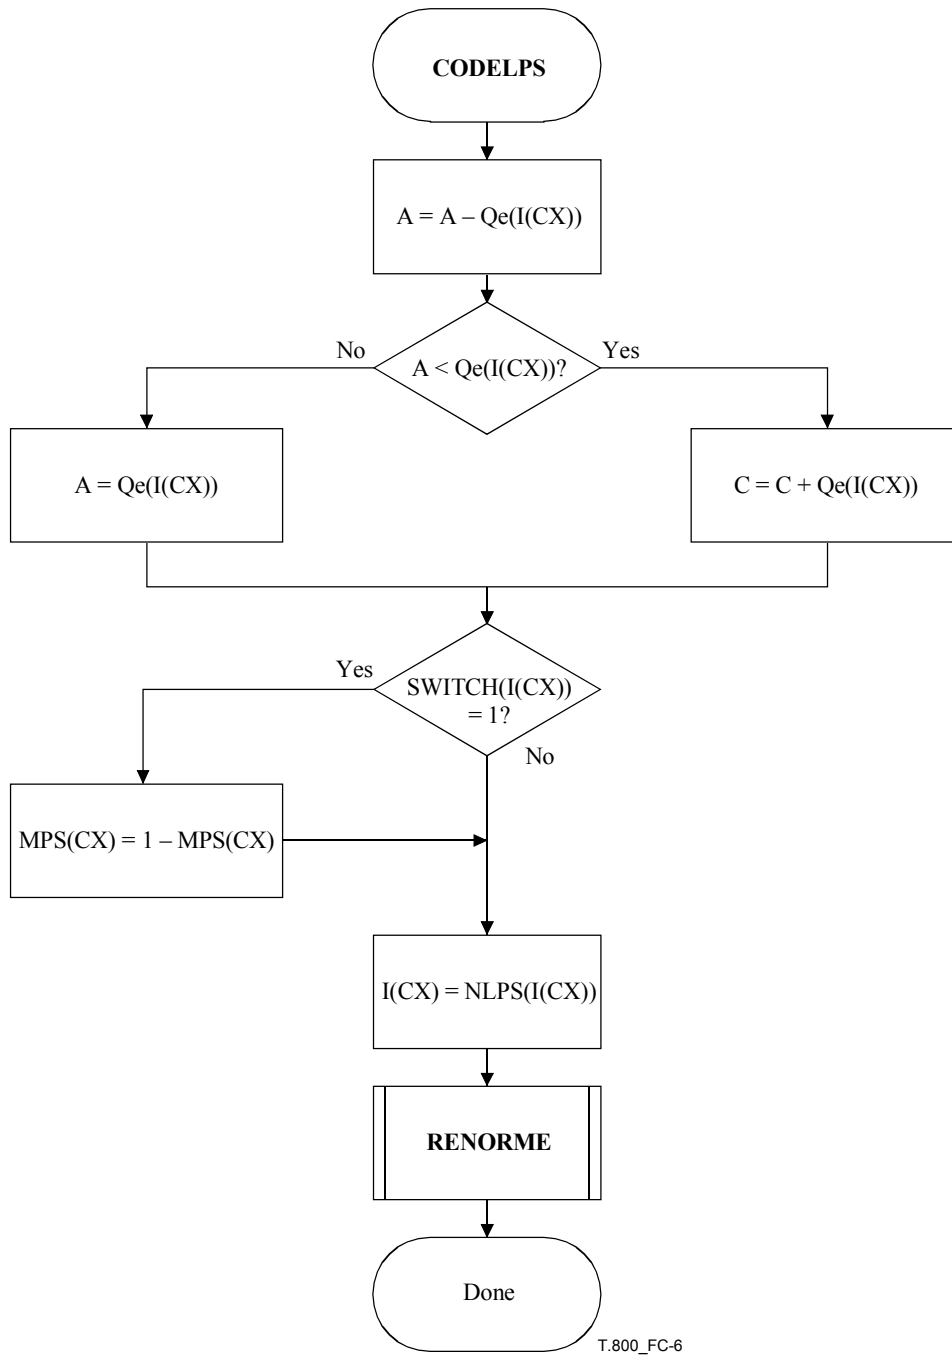 CODELPS
A = A – Qe(I(CX))
No
A < Qe(I(CX))?
Yes
A = Qe(I(CX))
C = C + Qe(I(CX))
Yes
SWITCH(I(CX))
= 1?
No
MPS(CX) = 1 – MPS(CX)
I(CX) = NLPS(I(CX))
RENORME
Done
T.800_FC-6